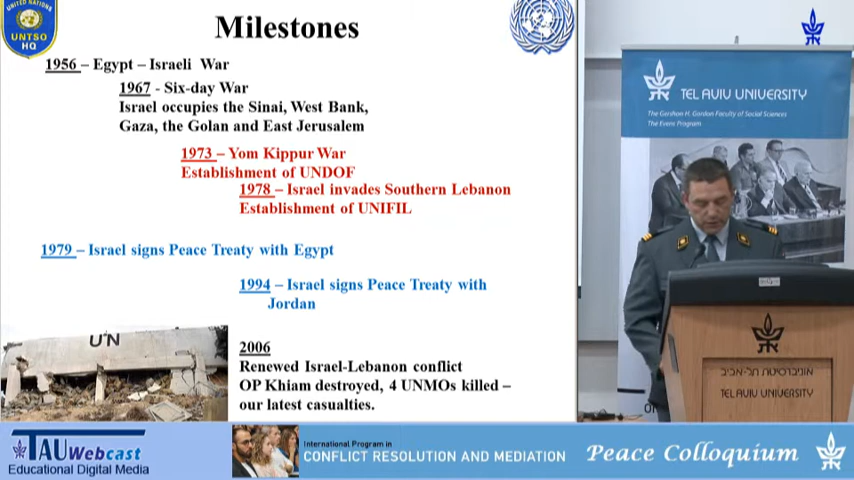 UNTSO
HQ
Milestones
1956 – Egypt – Israeli War
1967 - Six-day War
Israel occupies the Sinai, West Bank,
Gaza, the Golan and East Jerusalem
1973 – Yom Kippur War
Establishment of UNDOF
1978 – Israel invades Southern Lebanon
Establishment of UNIFIL
1979 – Israel signs Peace Treaty with Egypt
1994 – Israel signs Peace Treaty with
Jordan
UN
2006
Renewed Israel-Lebanon conflict
OP Khiam destroyed, 4 UNMOs killed –
our latest casualties.
TEL AVIV UNIVERSITY
The Gershon H. Gordon Faculty of Social Sciences
The Evens Program
אוניברסיטת תל-אביב
TEL AVIV UNIVERSITY
TAUWebcast
Educational Digital Media
International Program in
CONFLICT RESOLUTION AND MEDIATION
Peace Colloquium